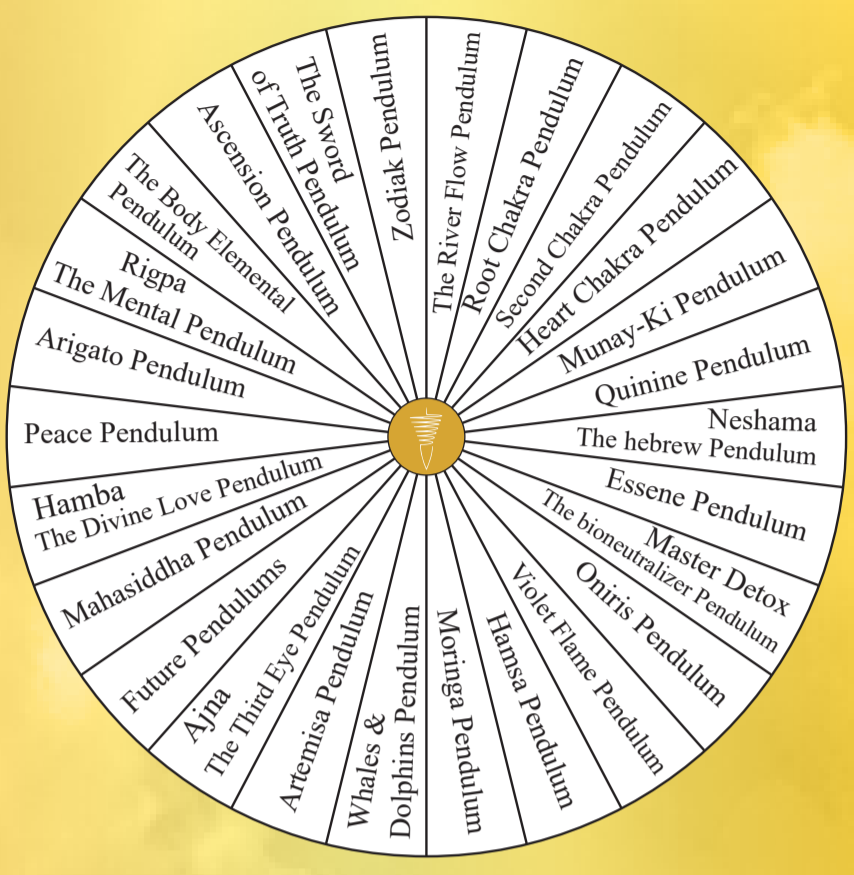 The River Flow Pendulum
Root Chakra Pendulum
Second Chakra Pendulum
Heart Chakra Pendulum
Munay-Ki Pendulum
Quinine Pendulum
Neshama
The hebrew Pendulum
Essene Pendulum
Master Detox
The bioneutralizer Pendulum
Oniris Pendulum
Violet Flame Pendulum
Hamsa Pendulum
Moringa Pendulum
Whales &
Dolphins Pendulum
Artemisa Pendulum
Ajna
The Third Eye Pendulum
Future Pendulums
Mahasiddha Pendulum
Hamba
The Divine Love Pendulum
Peace Pendulum
Arigato Pendulum
Rigpa
The Mental Pendulum
The Body Elemental
Pendulum
Ascension Pendulum
The Sword
of Truth Pendulum
Zodiak Pendulum